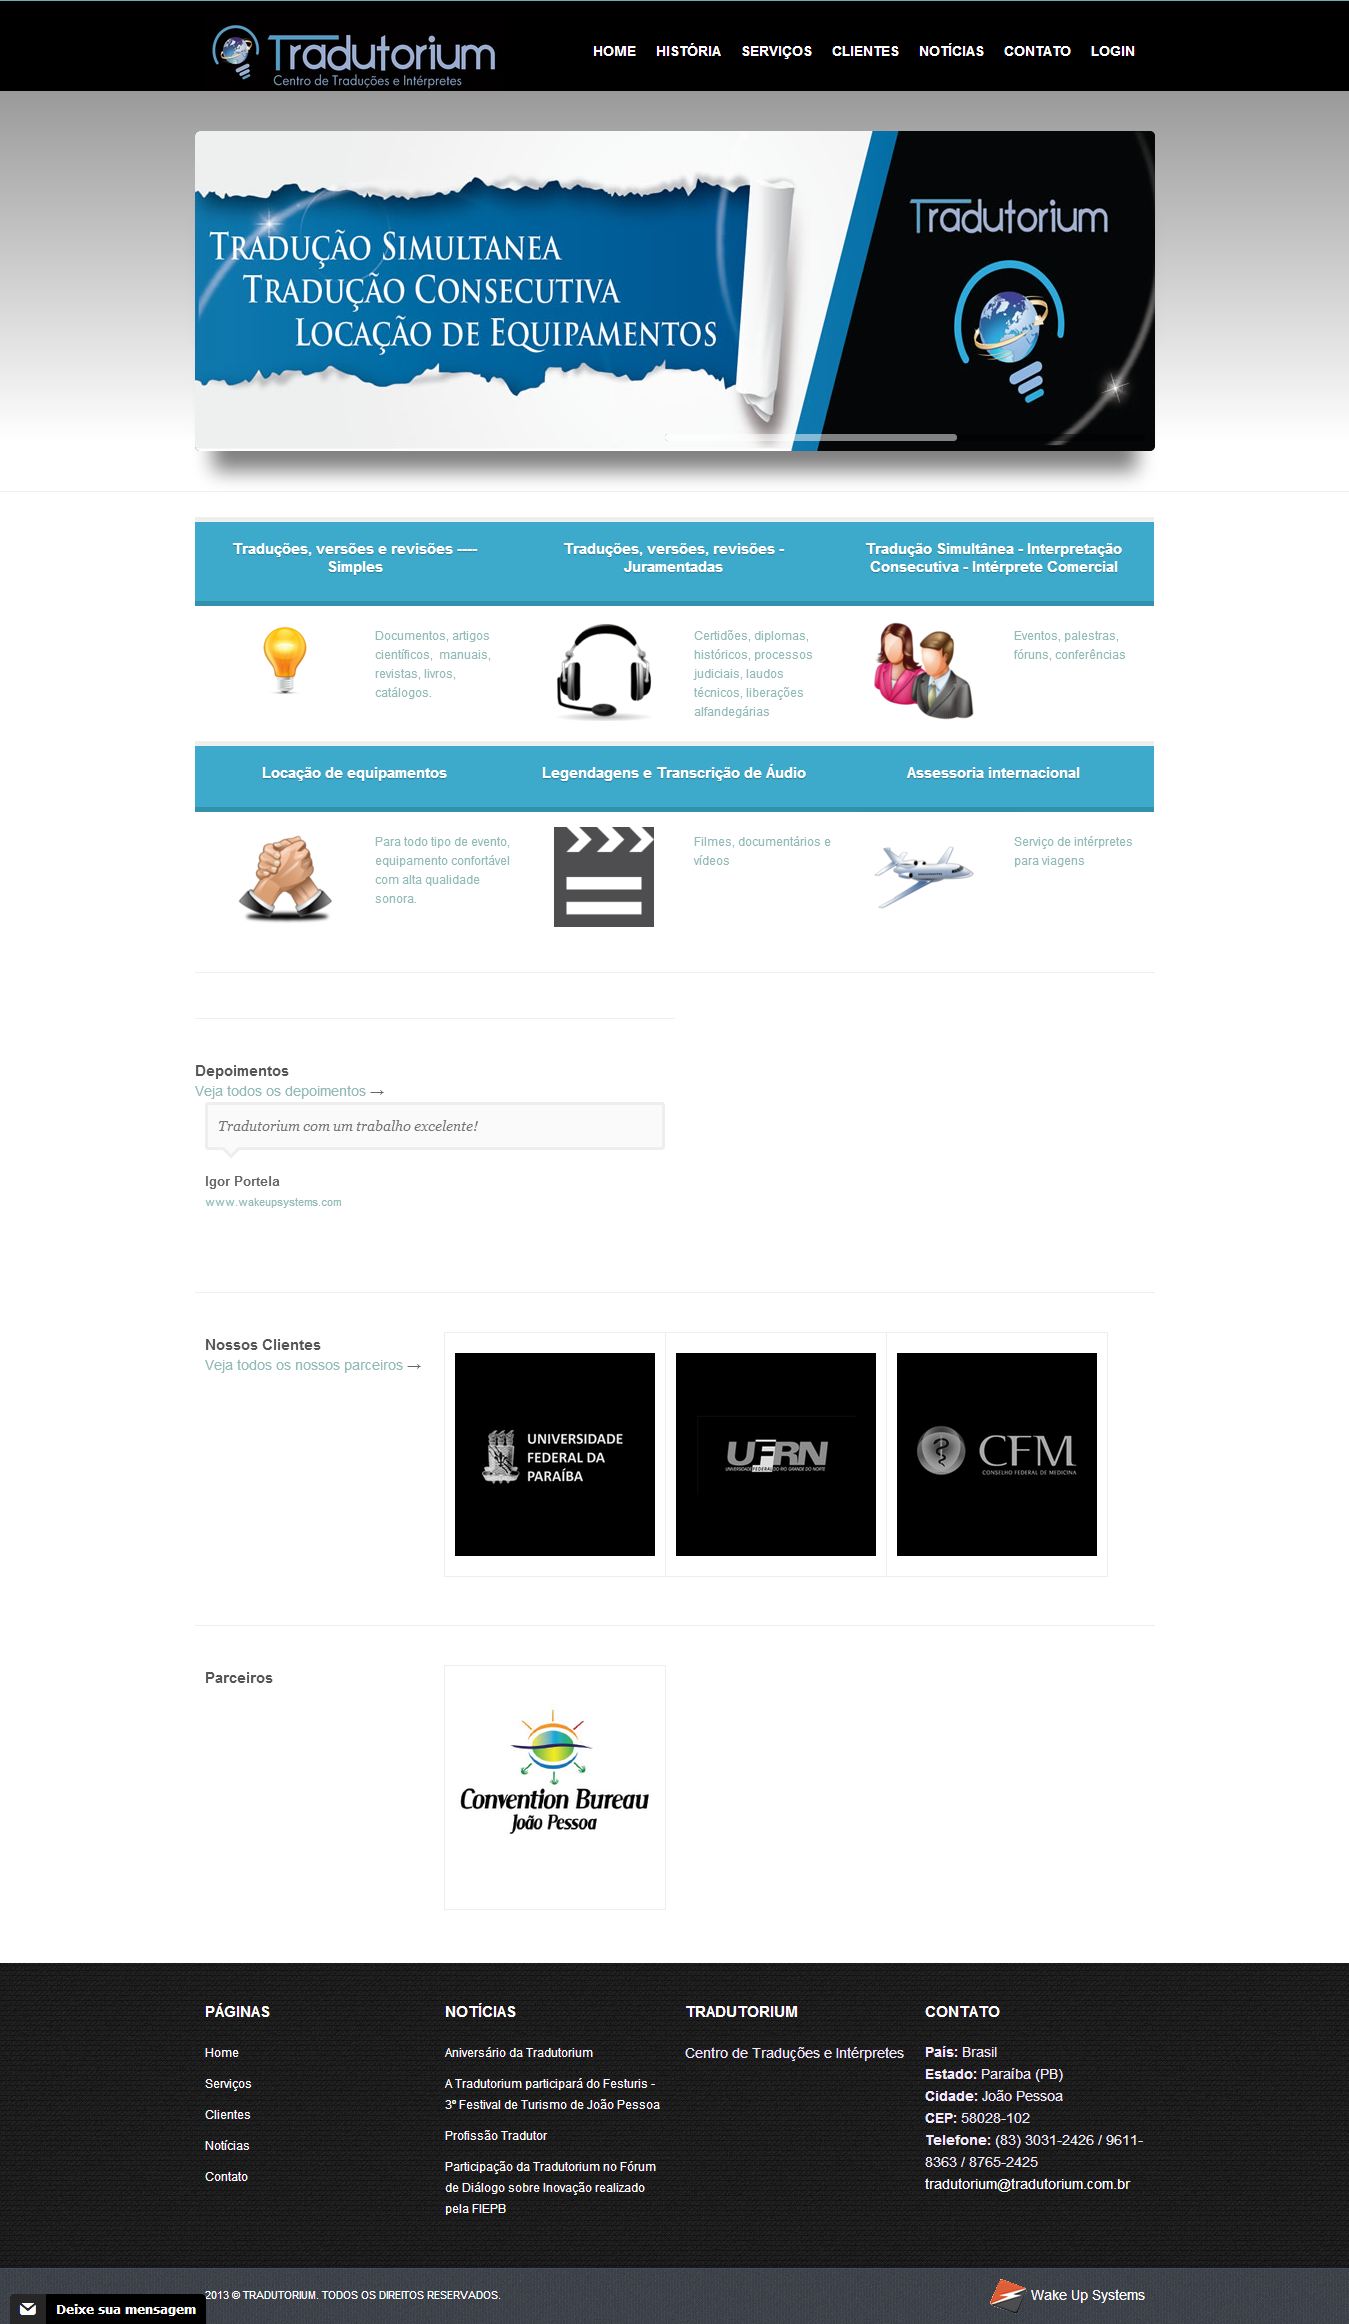 Tradutorium
Centro de Traduções e Intérpretes
HOME HISTÓRIA SERVIÇOS CLIENTES NOTÍCIAS CONTATO LOGIN
TRADUÇÃO SIMULTANEA
TRADUÇÃO CONSECUTIVA
LOCAÇÃO DE EQUIPAMENTOS
Tradutorium
Traduções, versões e revisões ----
Simples
Traduções, versões, revisões -
Juramentadas
Tradução Simultânea - Interpretação
Consecutiva - Intérprete Comercial
Documentos, artigos
científicos, manuais,
revistas, livros,
catálogos.
Certidões, diplomas,
históricos, processos
judiciais, laudos
técnicos, liberações
alfandegárias
Eventos, palestras,
fóruns, conferências
Locação de equipamentos
Legendagens e Transcrição de Áudio
Assessoria internacional
Para todo tipo de evento,
equipamento confortável
com alta qualidade
sonora.
Filmes, documentários e
vídeos
Serviço de intérpretes
para viagens
Depoimentos
Veja todos os depoimentos →
Tradutorium com um trabalho excelente!
Igor Portela
www.wakeupsystems.com
Nossos Clientes
Veja todos os nossos parceiros →
UNIVERSIDADE
FEDERAL DA
PARAÍBA
UFRN
UNIVERSIDADE FEDERAL DO RIO GRANDE DO NORTE
CFM
CONSELHO FEDERAL DE MEDICINA
Parceiros
Convention Bureau
João Pessoa
PÁGINAS
Home
Serviços
Clientes
Notícias
Contato
NOTÍCIAS
Aniversário da Tradutorium
A Tradutorium participará do Festuris -
3º Festival de Turismo de João Pessoa
Profissão Tradutor
Participação da Tradutorium no Fórum
de Diálogo sobre Inovação realizado
pela FIEPB
TRADUTORIUM
Centro de Traduções e Intérpretes
CONTATO
País: Brasil
Estado: Paraíba (PB)
Cidade: João Pessoa
CEP: 58028-102
Telefone: (83) 3031-2426 / 9611-
8363 / 8765-2425
tradutorium@tradutorium.com.br
2013 © TRADUTORIUM. TODOS OS DIREITOS RESERVADOS.
Wake Up Systems
Deixe sua mensagem